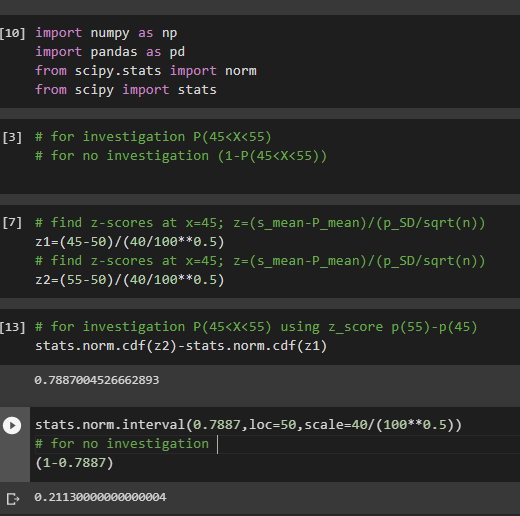 [10] import numpy as np
import pandas as pd
from scipy.stats import norm
from scipy import stats
[3] # for investigation P(45<X<55)
# for no investigation (1-P(45<X<55))
[7] # find z-scores at x=45; z=(s_mean-P_mean)/(p_SD/sqrt(n))
z1=(45-50)/(40/100**0.5)
# find z-scores at x=45; z=(s_mean-P_mean)/(p_SD/sqrt(n))
z2=(55-50)/(40/100**0.5)
[13] # for investigation P(45<X<55) using z_score p(55)-p(45)
stats.norm.cdf(z2)-stats.norm.cdf(z1)
0.7887004526662893
stats.norm.interval(0.7887,loc=50,scale=40/(100**0.5))
# for no investigation
(1-0.7887)
0.21130000000000004